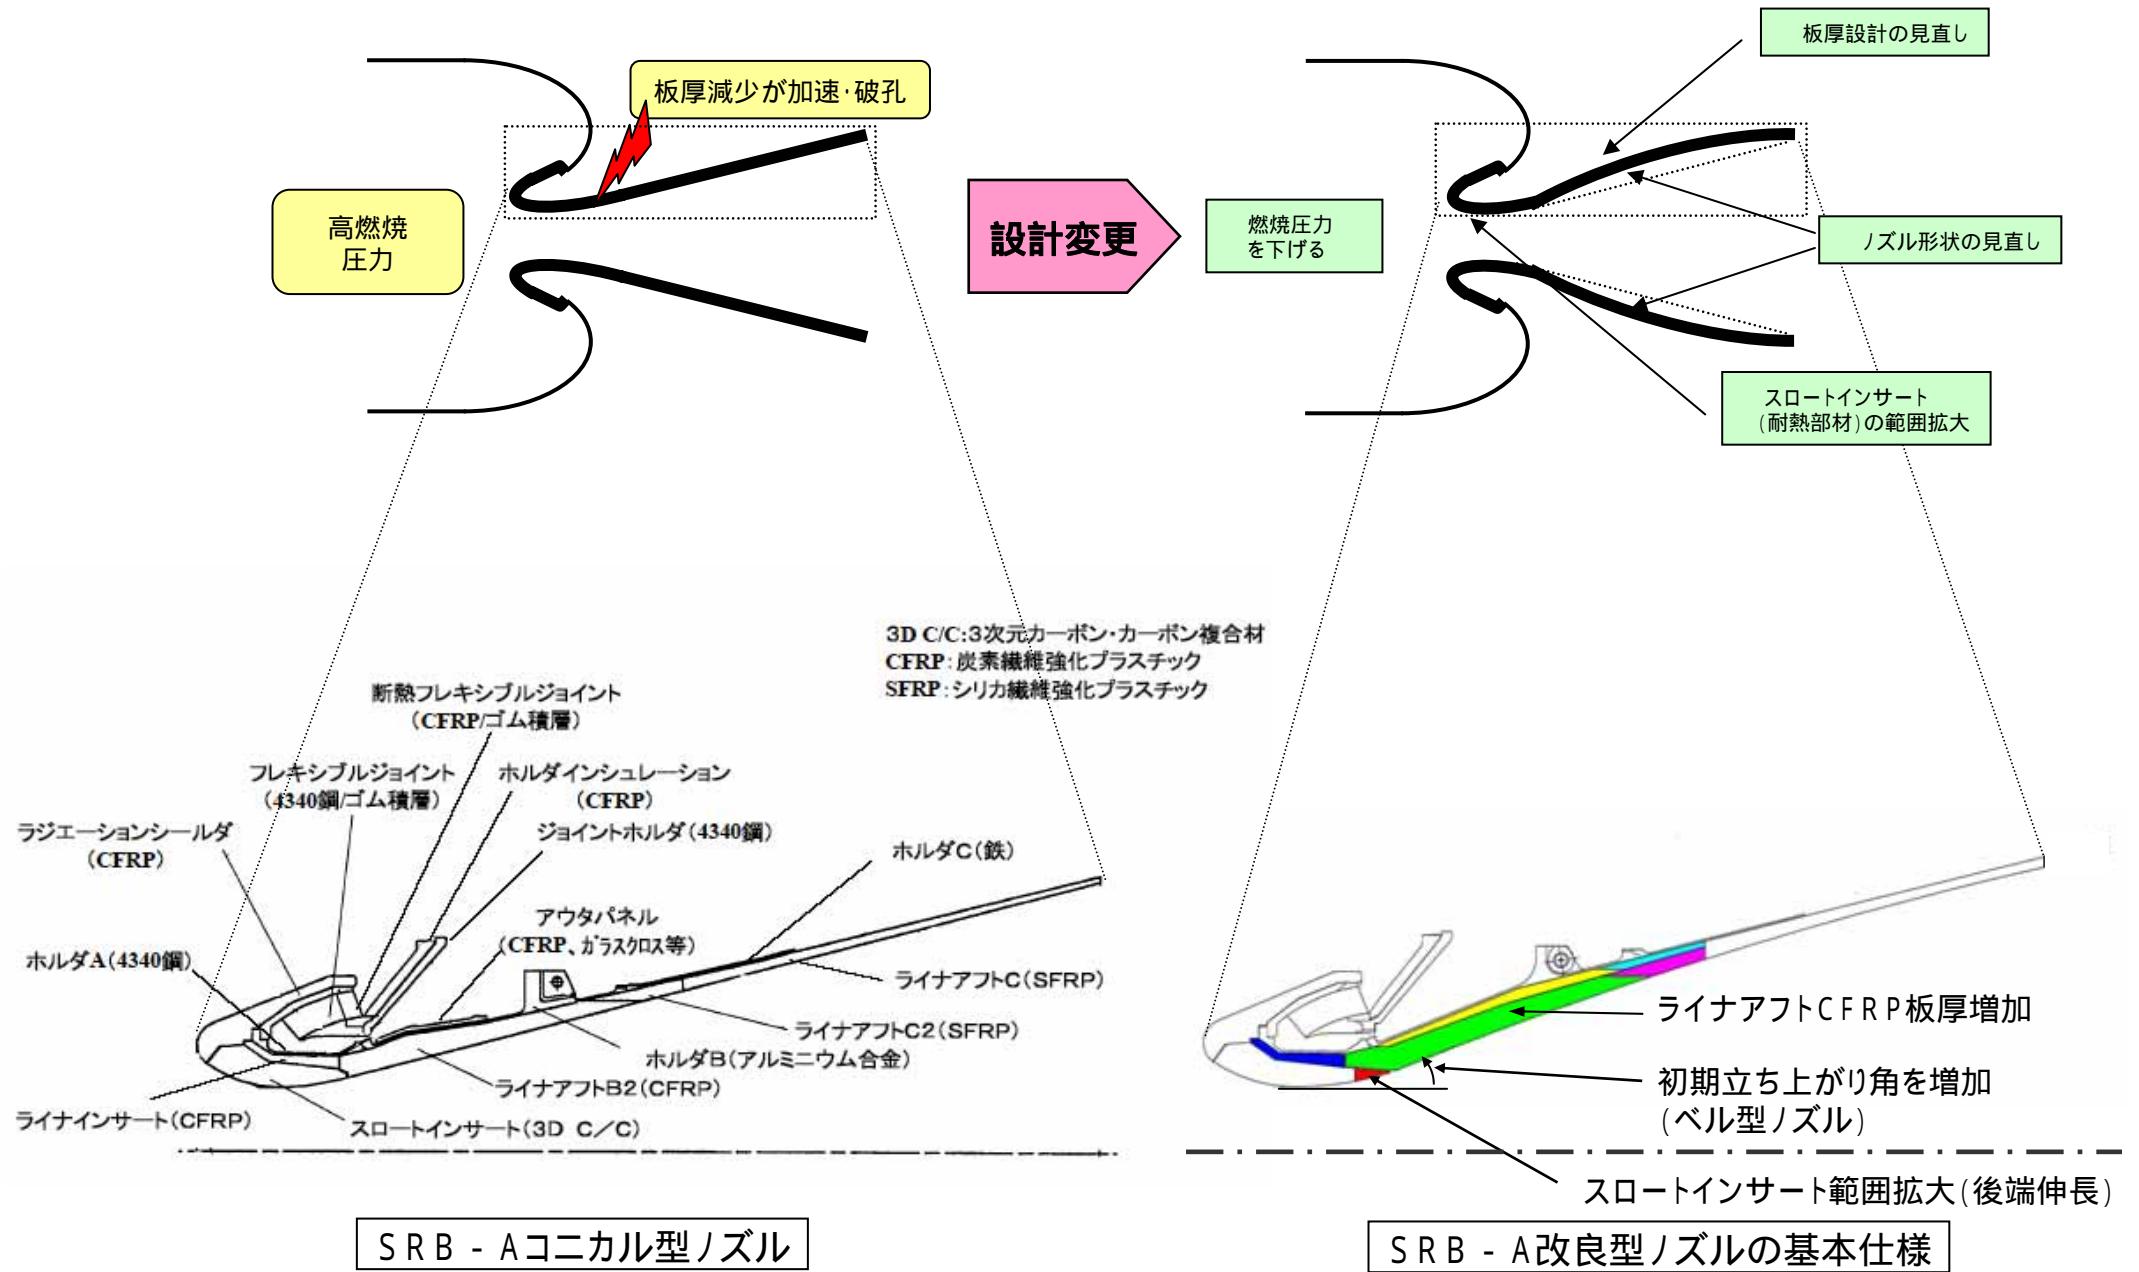 板厚減少が加速・破孔
高燃焼
圧力
設計変更
板厚設計の見直し
燃焼圧力
を下げる
ノズル形状の見直し
スロートインサート
(耐熱部材)の範囲拡大
3D C/C:3次元カーボン・カーボン複合材
CFRP:炭素繊維強化プラスチック
SFRP:シリカ繊維強化プラスチック
断熱フレキシブルジョイント
(CFRP/ゴム積層)
フレキシブルジョイント
(4340鋼/ゴム積層)
ホルダインシュレーション
(CFRP)
ラジエーションシールダ
(CFRP)
ジョイントホルダ(4340鋼)
ホルダC(鉄)
アウタパネル
(CFRP、ガラスクロス等)
ホルダA(4340鋼)
ライナアフトC(SFRP)
ライナアフトC2(SFRP)
ホルダB(アルミニウム合金)
ライナアフトB2(CFRP)
ライナインサート(CFRP)
スロートインサート(3D C/C)
ライナアフトCFRP板厚増加
初期立ち上がり角を増加
(ベル型ノズル)
スロートインサート範囲拡大(後端伸長)
SRB-Aコニカル型ノズル
SRB-A改良型ノズルの基本仕様